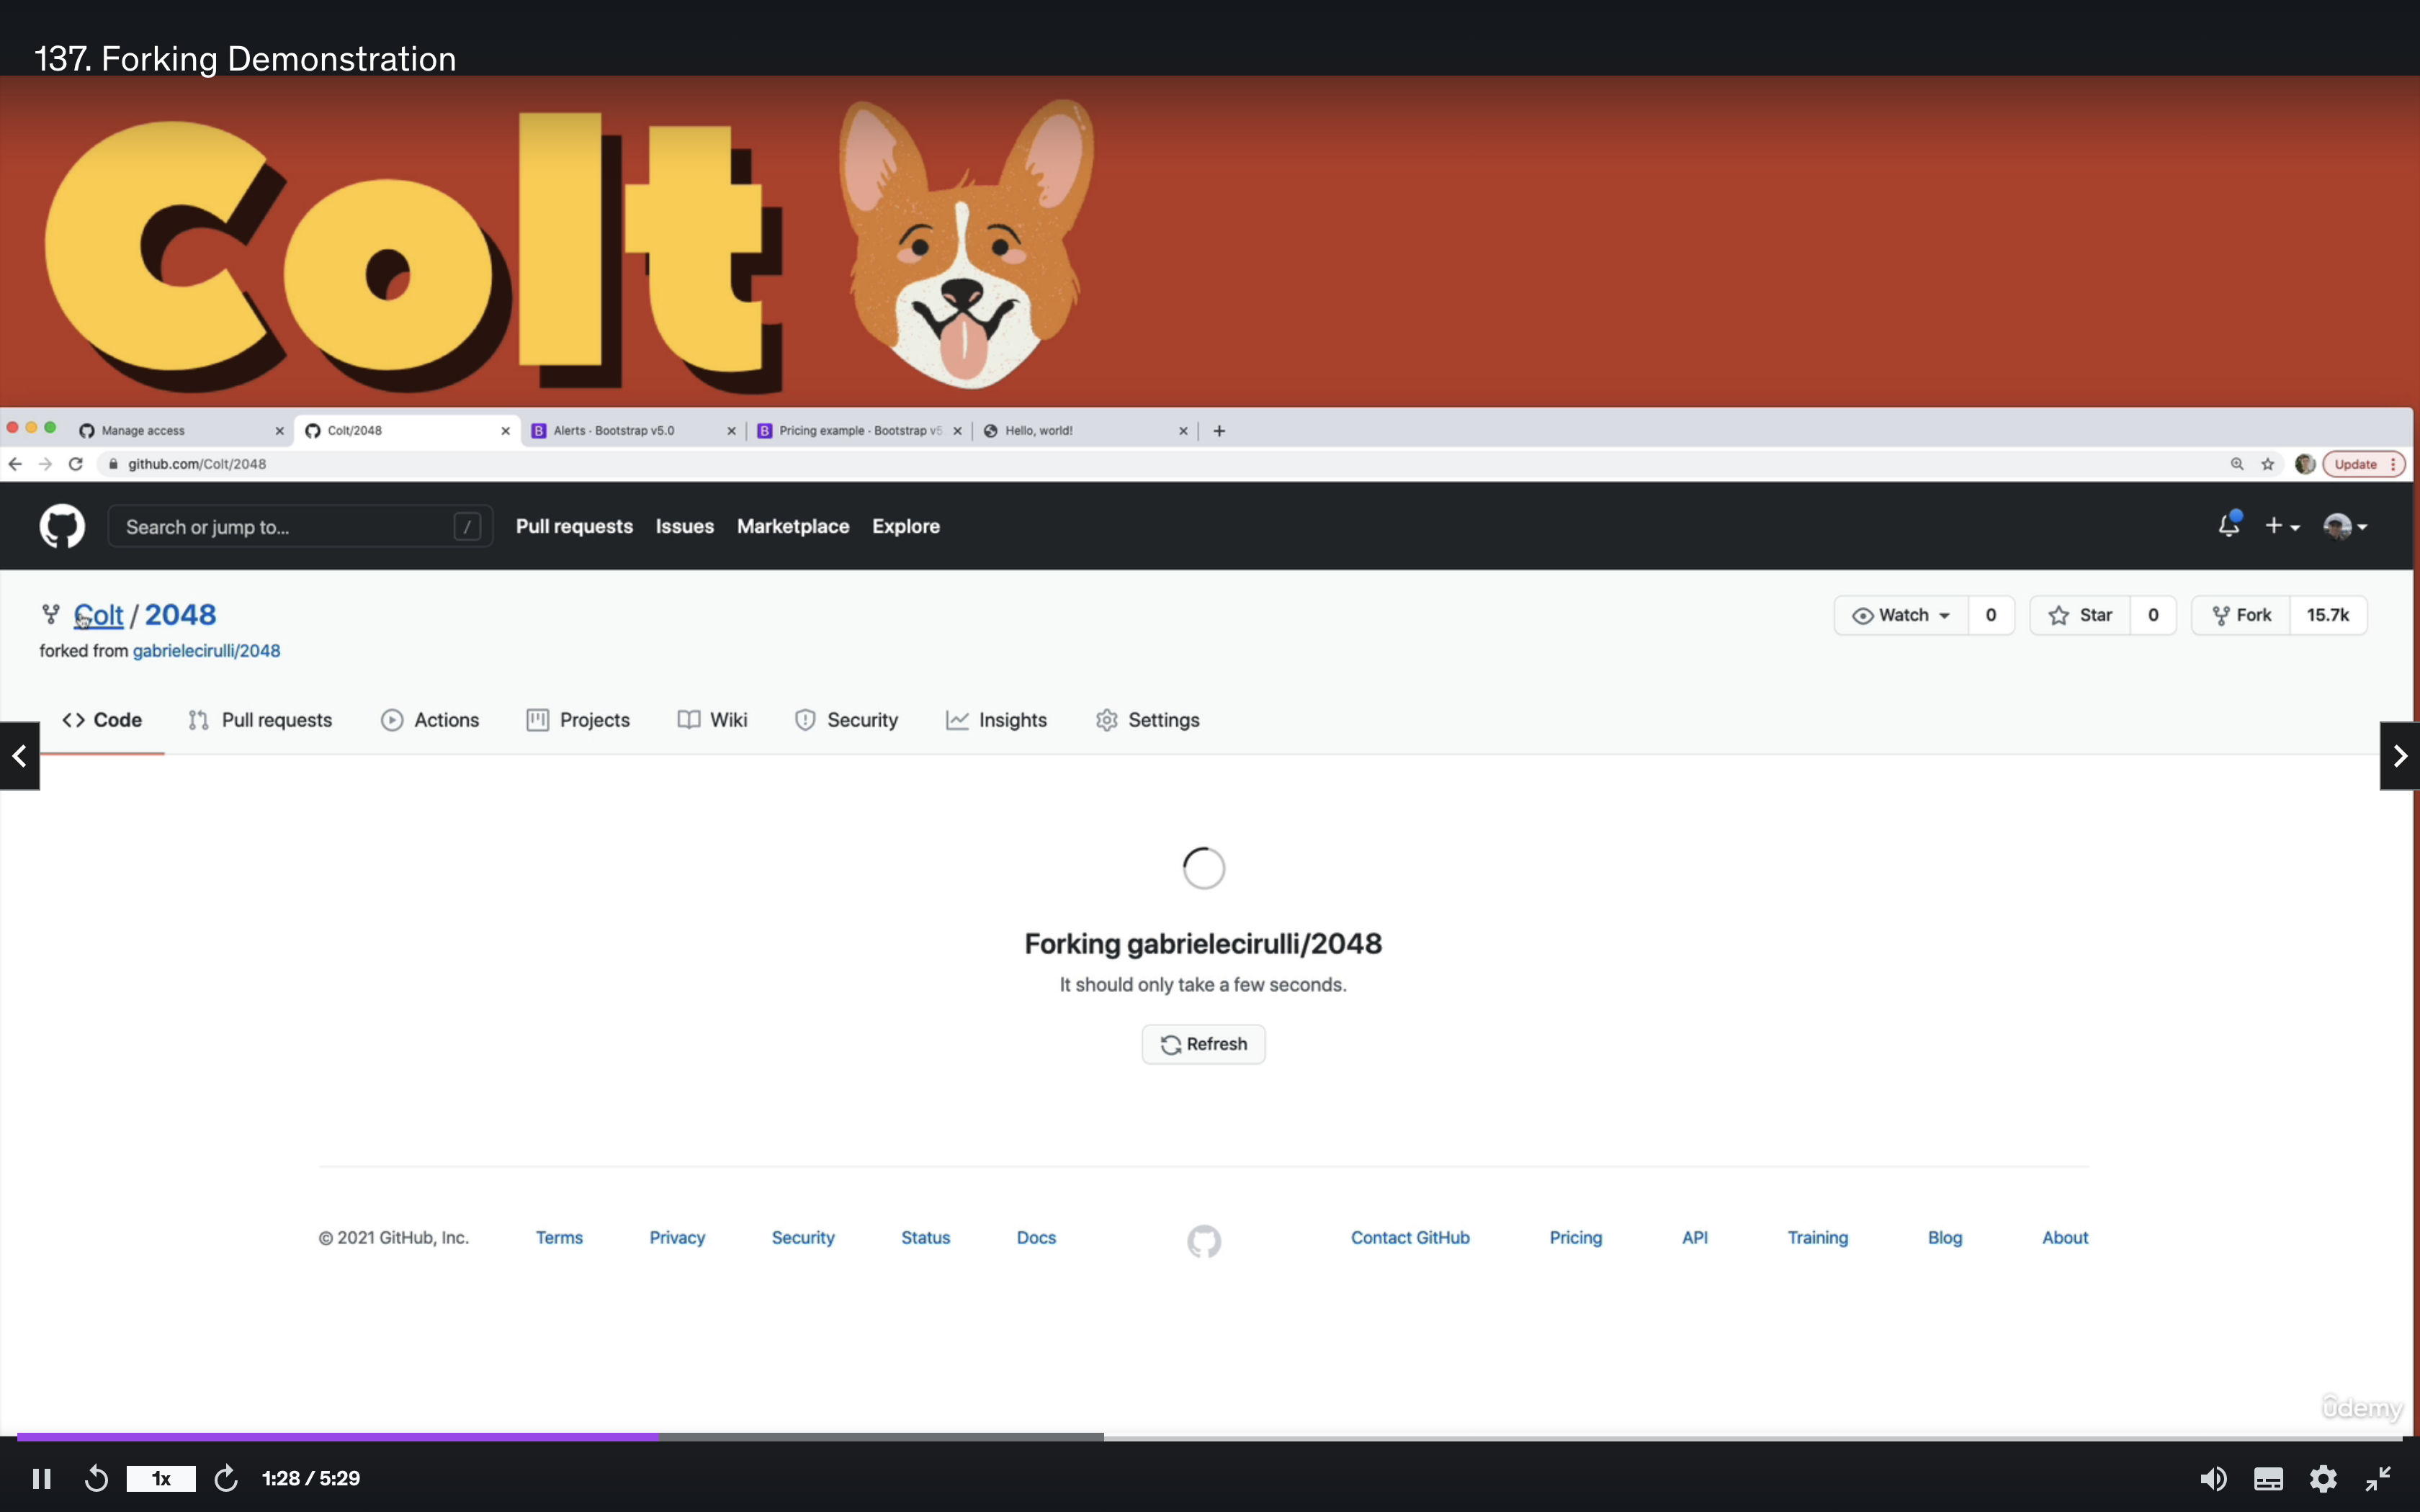 137. Forking Demonstration
Colt
Manage access
Colt/2048
Alerts · Bootstrap v5.0
Pricing example · Bootstrap v5
Hello, world!
github.com/Colt/2048
Update
Search or jump to...
/
Pull requests
Issues
Marketplace
Explore
Colt / 2048
Watch
0
Star
0
Fork
15.7k
forked from gabrielecirulli/2048
Code
Pull requests
Actions
Projects
Wiki
Security
Insights
Settings
Forking gabrielecirulli/2048
It should only take a few seconds.
Refresh
© 2021 GitHub, Inc.
Terms
Privacy
Security
Status
Docs
Contact GitHub
Pricing
API
Training
Blog
About
ûdemy
1x
1:28 / 5:29